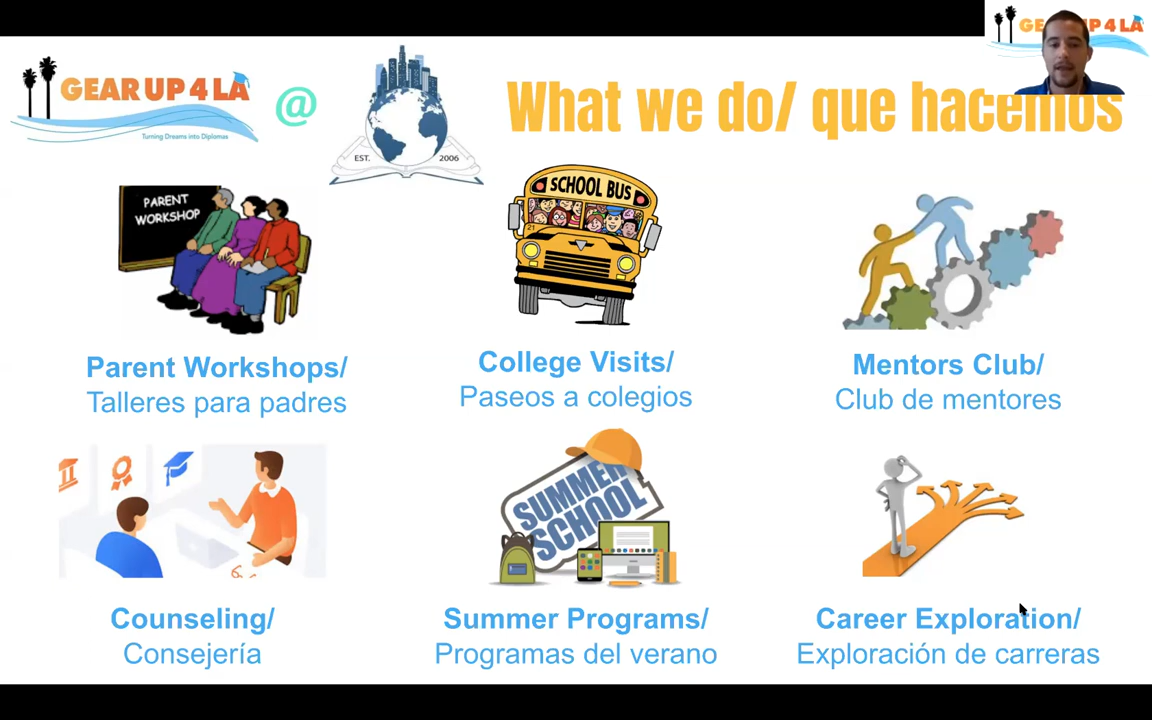 GEAR UP 4 LA
Turning Dreams into Diplomas
@
EST. 2006
What we do/ que hacemos
GEAR UP 4 LA
PARENT
WORKSHOP
SCHOOL BUS
21
Parent Workshops/
Talleres para padres
College Visits/
Paseos a colegios
Mentors Club/
Club de mentores
SUMMER
SCHOOL
Counseling/
Consejería
Summer Programs/
Programas del verano
Career Exploration/
Exploración de carreras